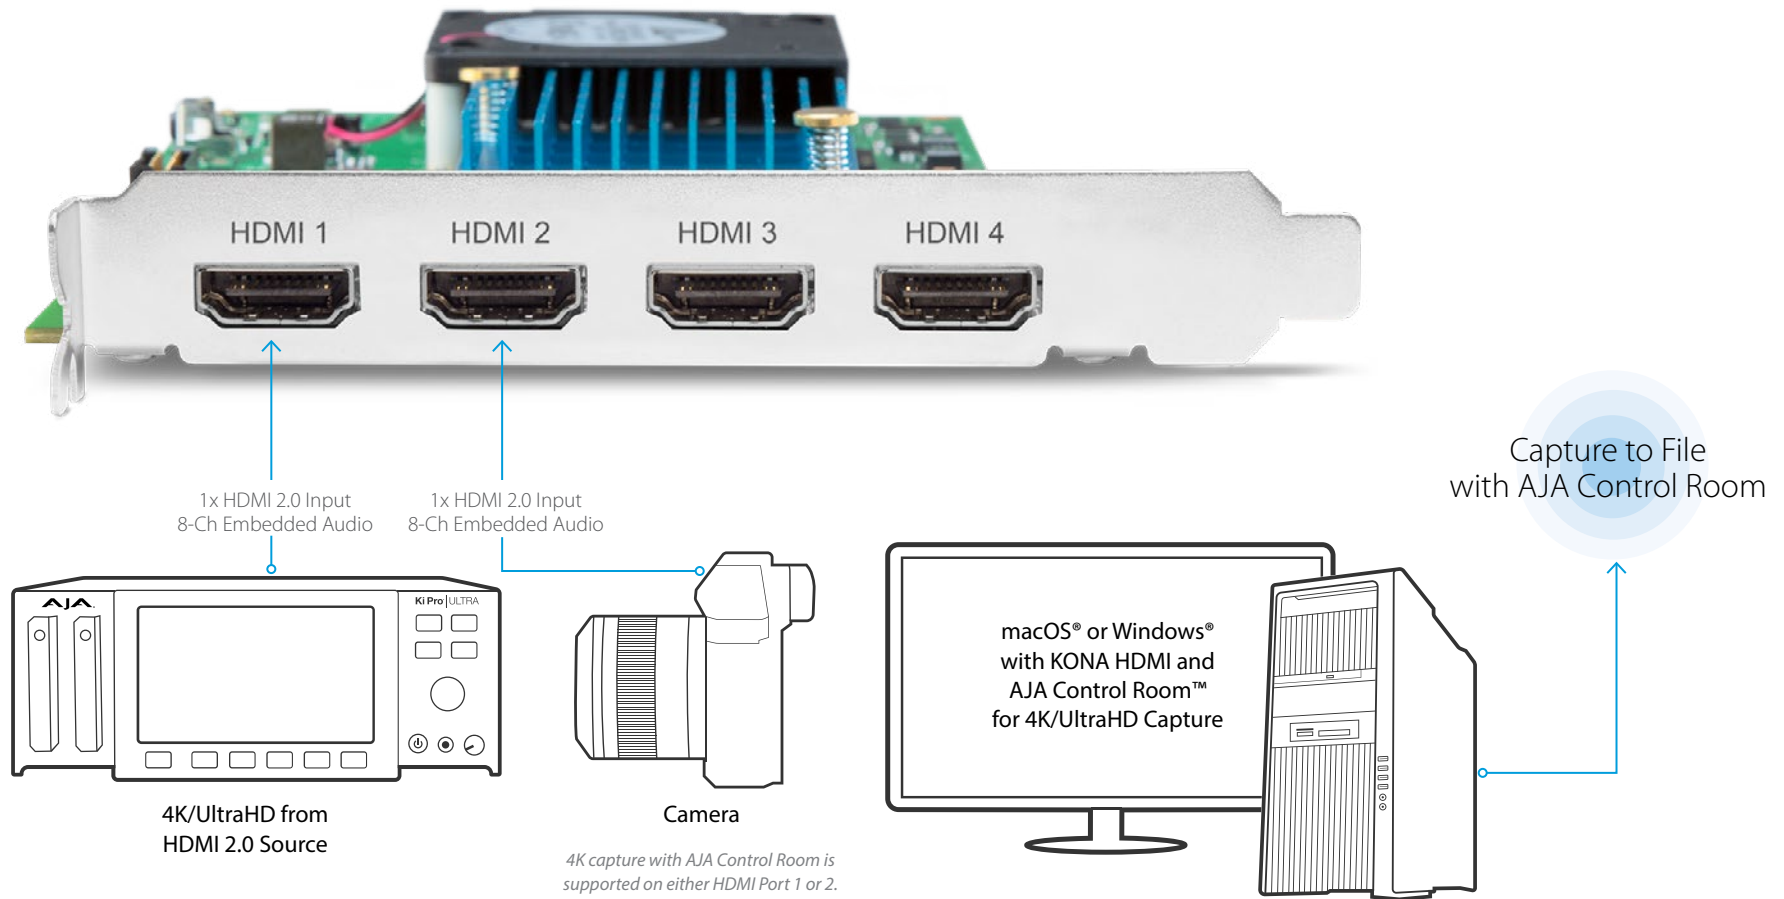 HDMI 1
HDMI 2
HDMI 3
HDMI 4
1x HDMI 2.0 Input
8-Ch Embedded Audio
1x HDMI 2.0 Input
8-Ch Embedded Audio
Capture to File
with AJA Control Room
AJA
Ki Pro | ULTRA
4K/UltraHD from
HDMI 2.0 Source
Camera
4K capture with AJA Control Room is
supported on either HDMI Port 1 or 2.
macOS® or Windows®
with KONA HDMI and
AJA Control Room™
for 4K/UltraHD Capture